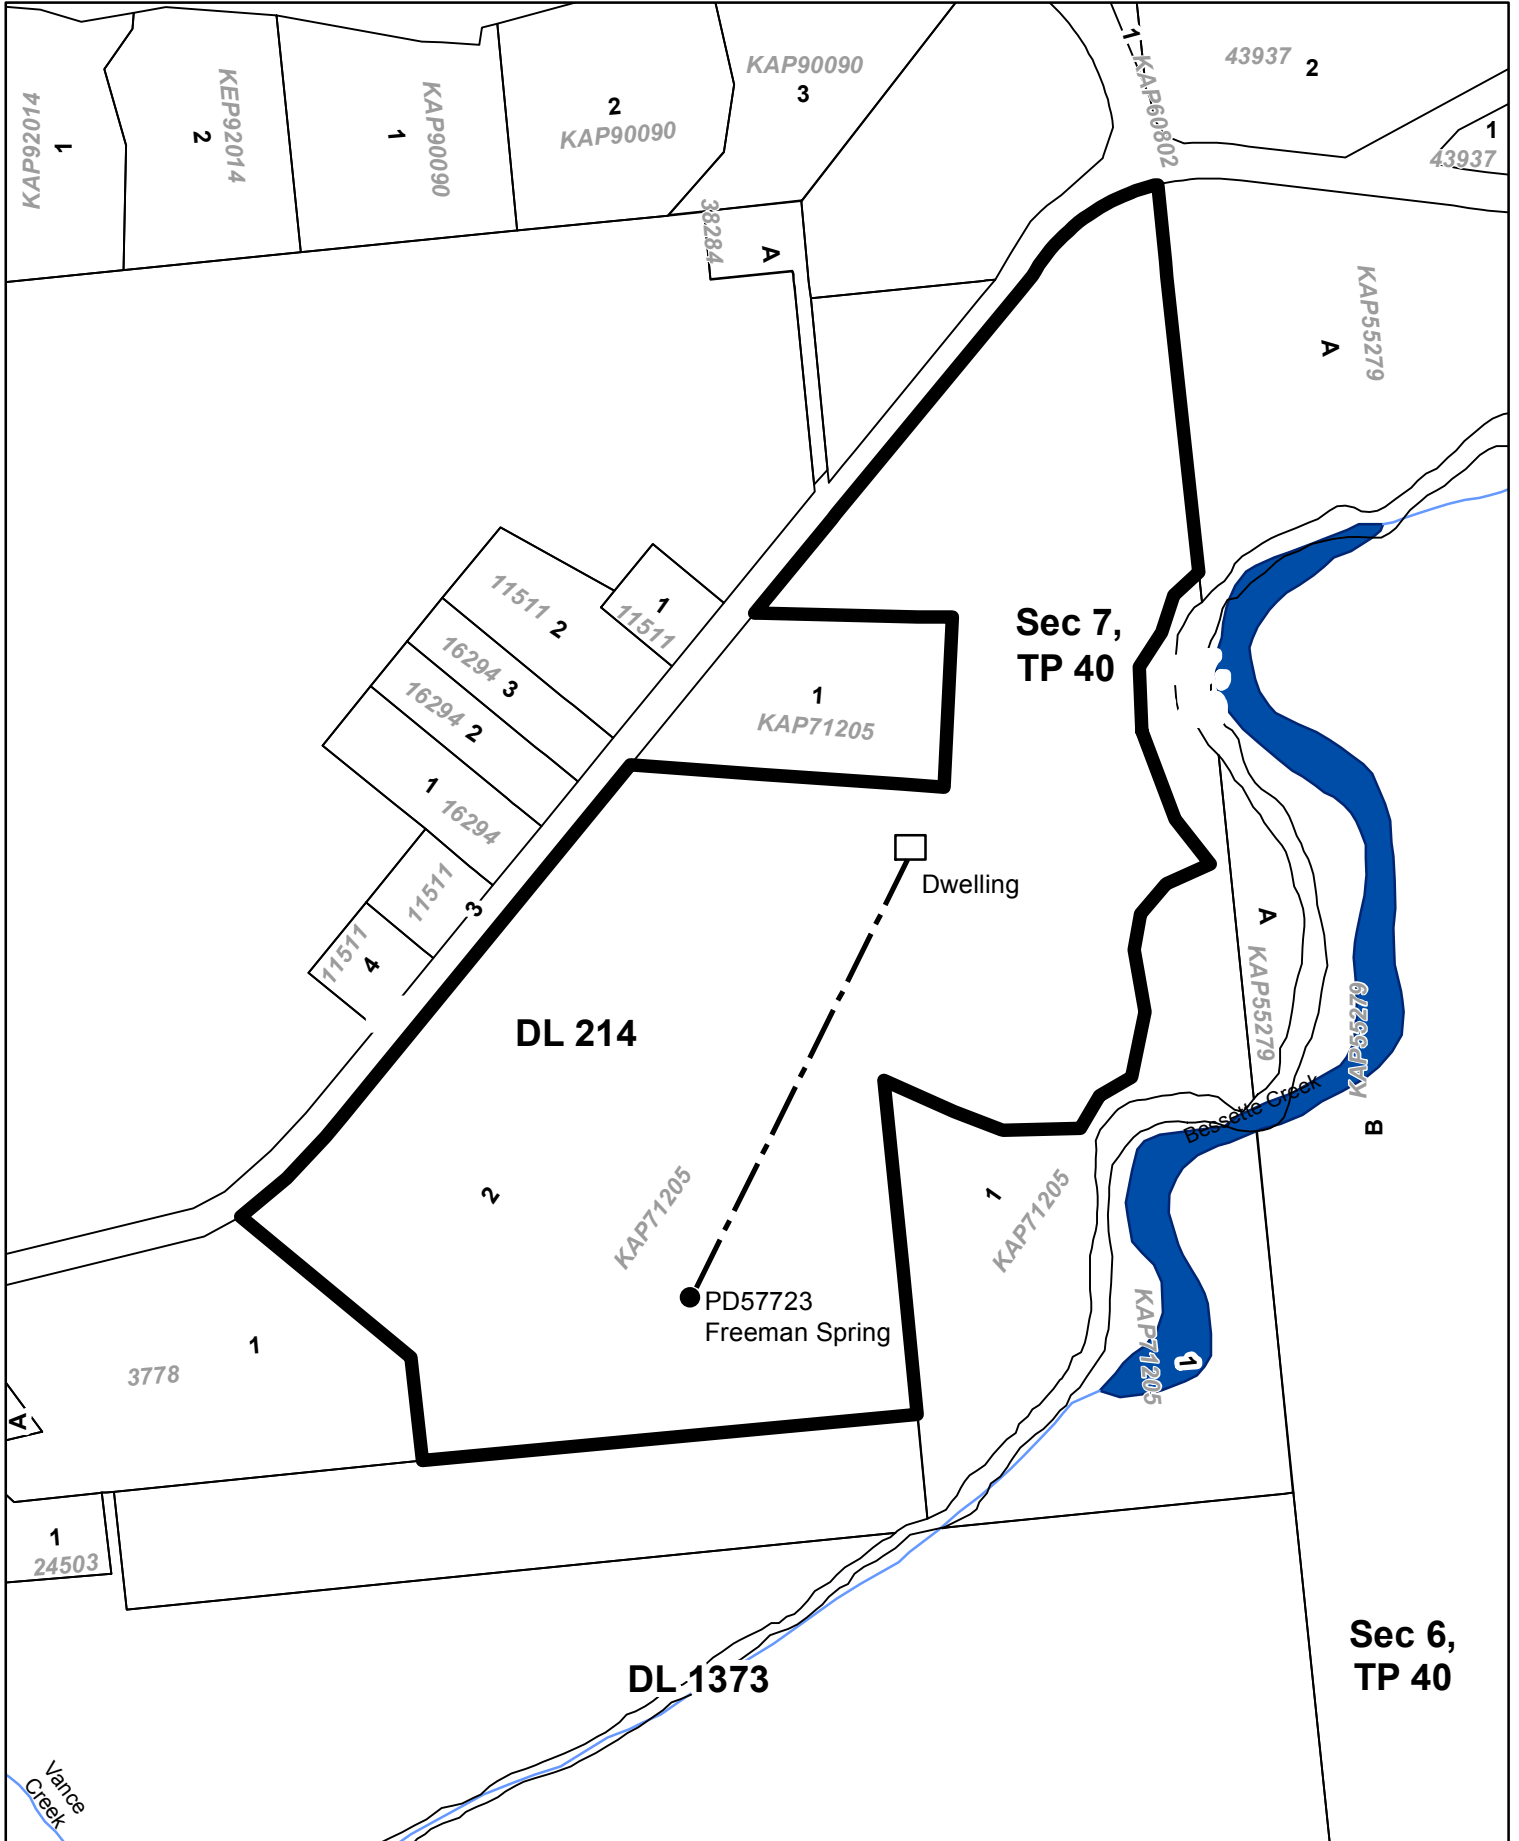 KAP92014
1
KEP92014
2
KAP90090
1
2
KAP90090
KAP90090
3
1
KAP60802
43937 2
1
43937
38284
A
A
KAP55279
11511 2
1
11511
16294 3
16294 2
1 16294
11511
3
11511
4
1
KAP71205
Sec 7,
TP 40
Dwelling
A
KAP55279
KAP55279
B
Bessette Creek
DL 214
2
KAP71205
1
KAP71205
PD57723
Freeman Spring
KAP71205
1
1
3778
A
1
24503
DL 1373
Sec 6,
TP 40
Vance
Creek